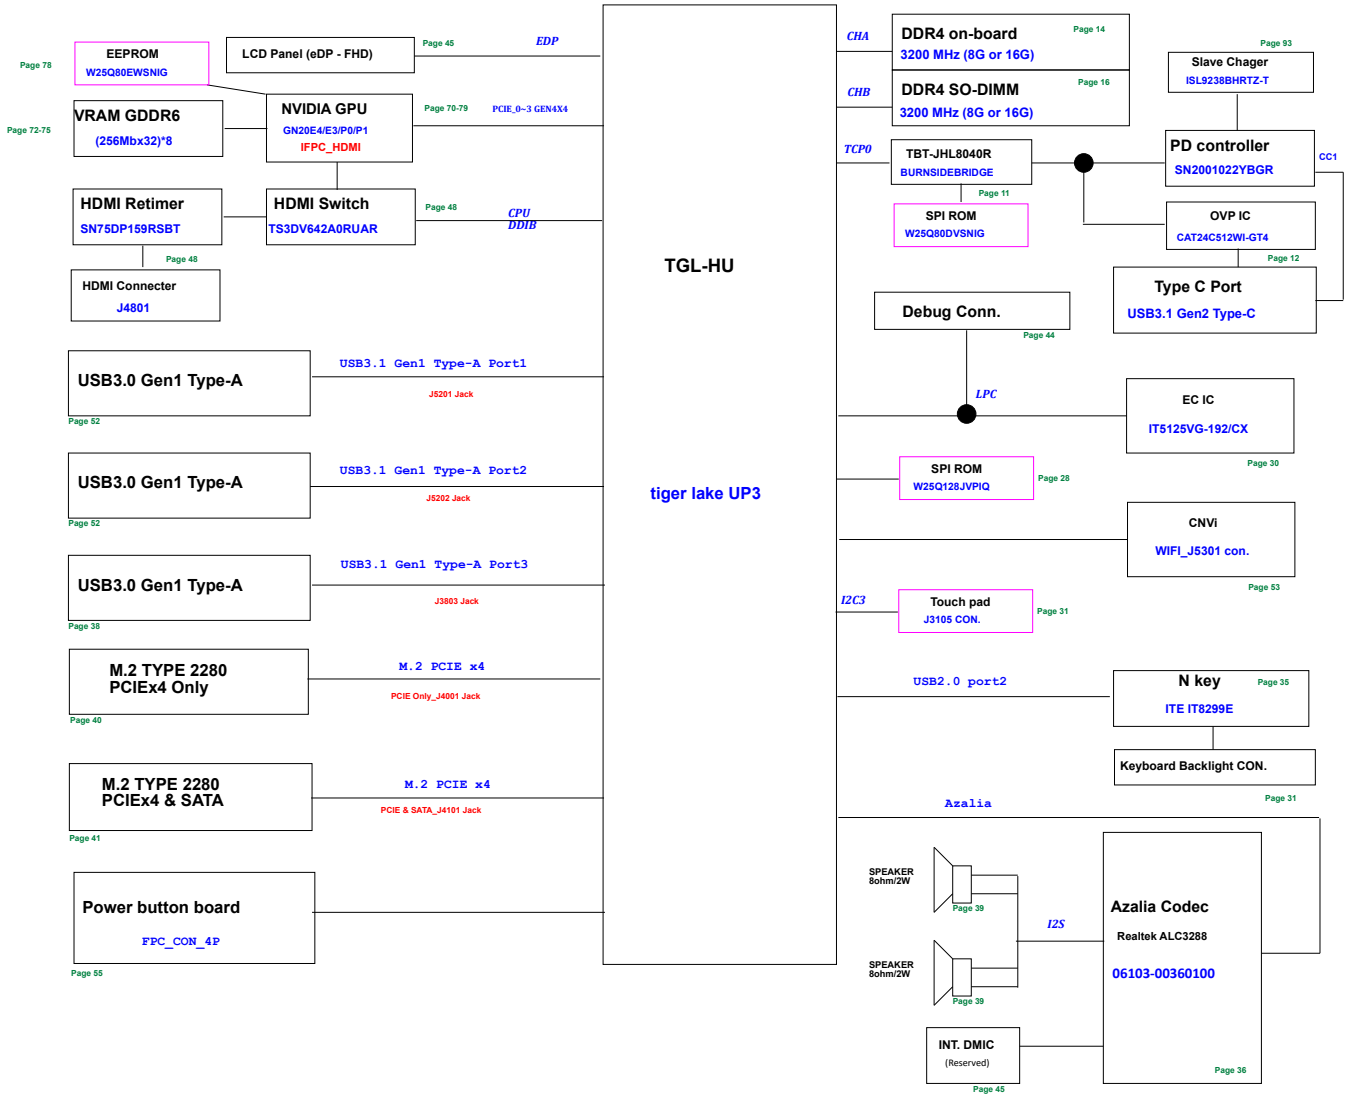 EEPROM
W25Q80EWSNIG
Page 78
LCD Panel (eDP - FHD)
Page 45
EDP
VRAM GDDR6
(256Mbx32)*8
Page 72-75
NVIDIA GPU
GN20E4/E3/P0/P1
IFPC_HDMI
Page 70-79
PCIE_0~3 GEN4X4
HDMI Retimer
SN75DP159RSBT
Page 48
HDMI Switch
TS3DV642A0RUAR
Page 48
CPU
DDIB
HDMI Connecter
J4801
USB3.0 Gen1 Type-A
Page 52
USB3.1 Gen1 Type-A Port1
J5201 Jack
USB3.0 Gen1 Type-A
Page 52
USB3.1 Gen1 Type-A Port2
J5202 Jack
USB3.0 Gen1 Type-A
Page 38
USB3.1 Gen1 Type-A Port3
J3803 Jack
M.2 TYPE 2280
PCIEx4 Only
Page 40
M.2 PCIE x4
PCIE Only_J4001 Jack
M.2 TYPE 2280
PCIEx4 & SATA
Page 41
M.2 PCIE x4
PCIE & SATA_J4101 Jack
Power button board
FPC_CON_4P
Page 55
TGL-HU
tiger lake UP3
CHA
DDR4 on-board
3200 MHz (8G or 16G)
Page 14
CHB
DDR4 SO-DIMM
3200 MHz (8G or 16G)
Page 16
Page 93
Slave Chager
ISL9238BHRTZ-T
TCP0
TBT-JHL8040R
BURNSIDEBRIDGE
Page 11
SPI ROM
W25Q80DVSNIG
PD controller
SN2001022YBGR
CC1
OVP IC
CAT24C512WI-GT4
Page 12
Type C Port
USB3.1 Gen2 Type-C
Debug Conn.
Page 44
LPC
EC IC
IT5125VG-192/CX
Page 30
SPI ROM
W25Q128JVPIQ
Page 28
CNVi
WIFI_J5301 con.
Page 53
I2C3
Touch pad
J3105 CON.
Page 31
USB2.0 port2
N key
Page 35
ITE IT8299E
Keyboard Backlight CON.
Page 31
Azalia
SPEAKER
8ohm/2W
Page 39
SPEAKER
8ohm/2W
Page 39
I2S
Azalia Codec
Realtek ALC3288
06103-00360100
Page 36
INT. DMIC
(Reserved)
Page 45